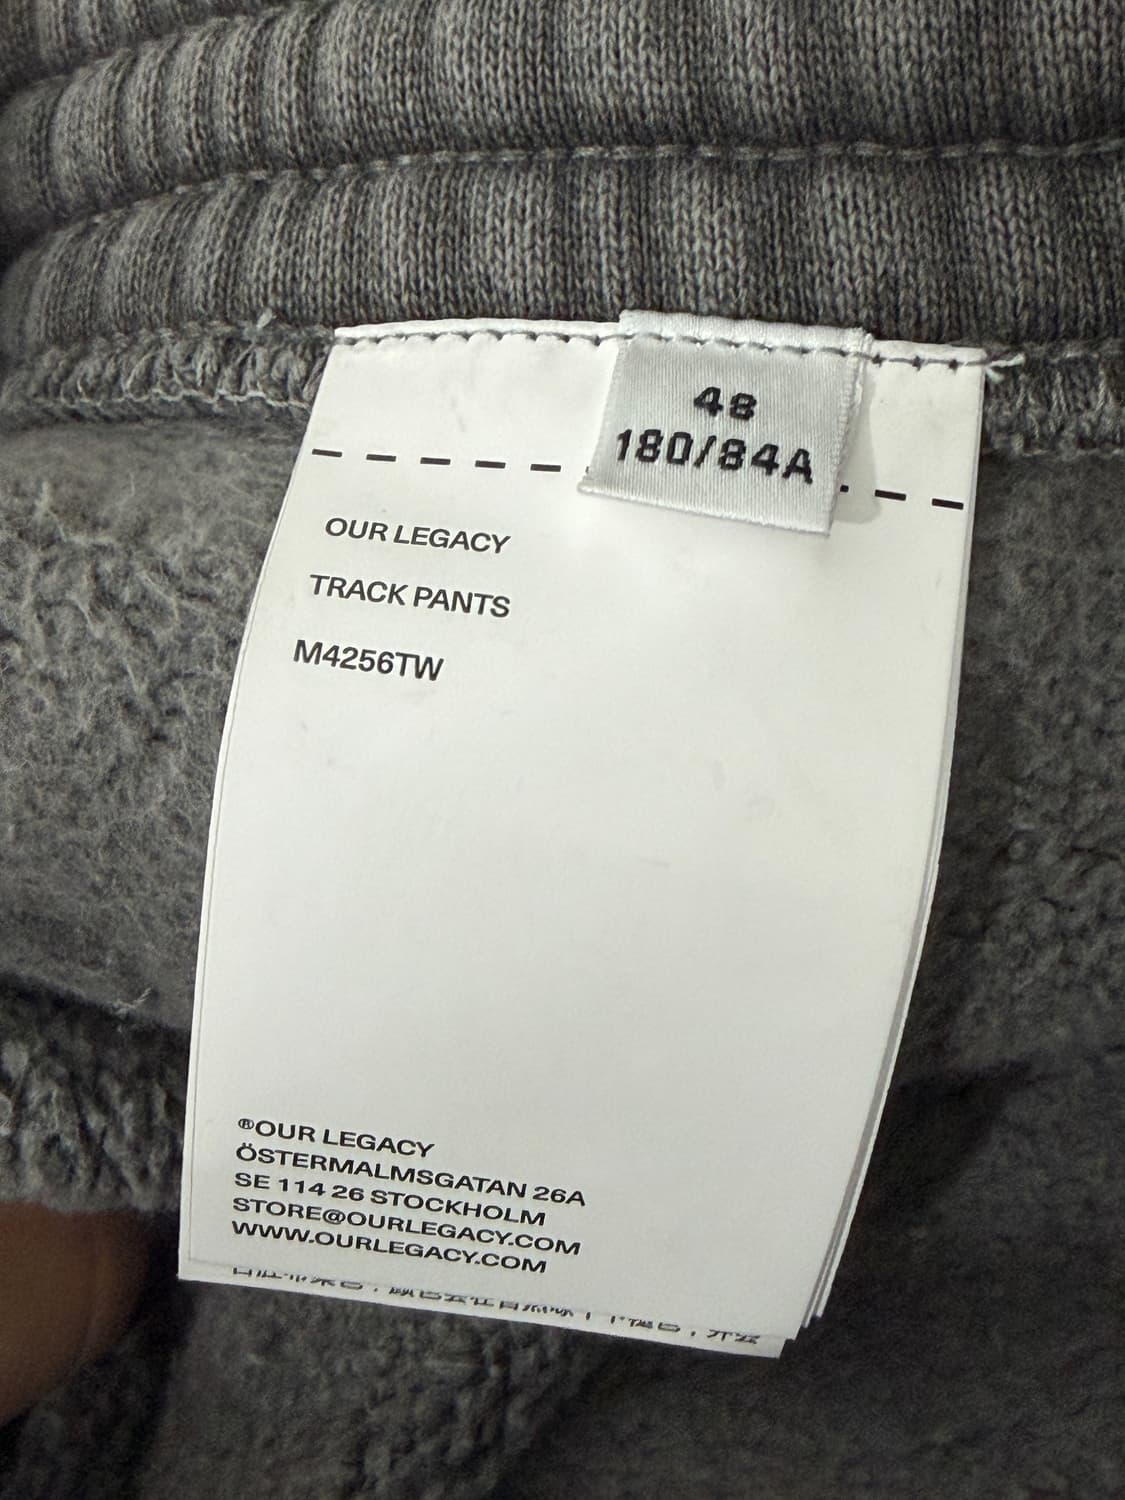 48
180/84A
OUR LEGACY
TRACK PANTS
M4256TW
®OUR LEGACY
ÖSTERMALMSGATAN 26A
SE 114 26 STOCKHOLM
STORE@OURLEGACY.COM
WWW.OURLEGACY.COM